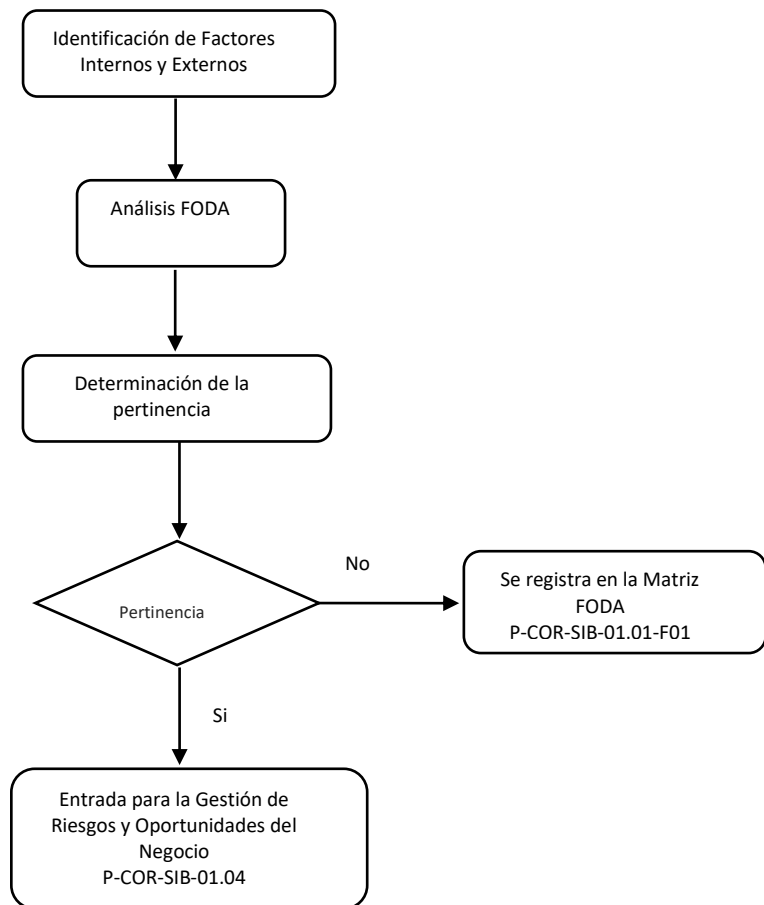 Identificación de Factores
Internos y Externos
Análisis FODA
Determinación de la
pertinencia
No
Se registra en la Matriz
FODA
P-COR-SIB-01.01-F01
Pertinencia
Si
Entrada para la Gestión de
Riesgos y Oportunidades del
Negocio
P-COR-SIB-01.04